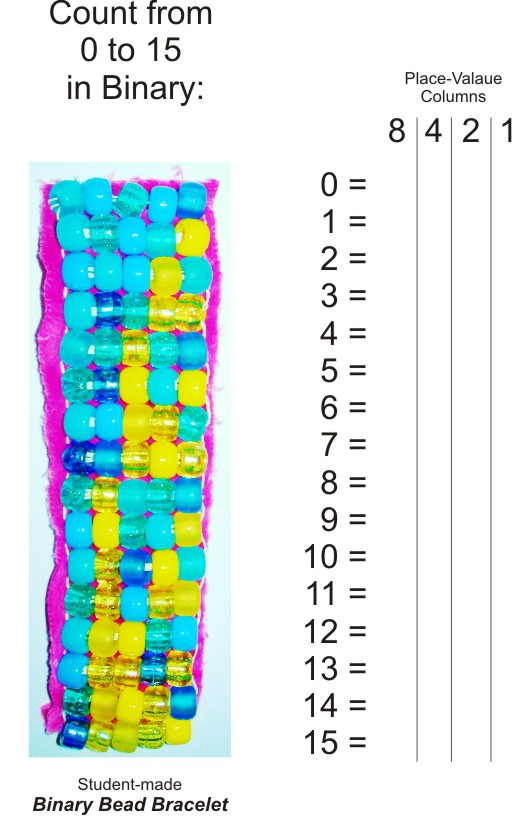 Count from
0 to 15
in Binary:
Place-Valaue
Columns
8 4 2 1
0 =
1 =
2 =
3 =
4 =
5 =
6 =
7 =
8 =
9 =
10 =
11 =
12 =
13 =
14 =
15 =
Student-made
Binary Bead Bracelet